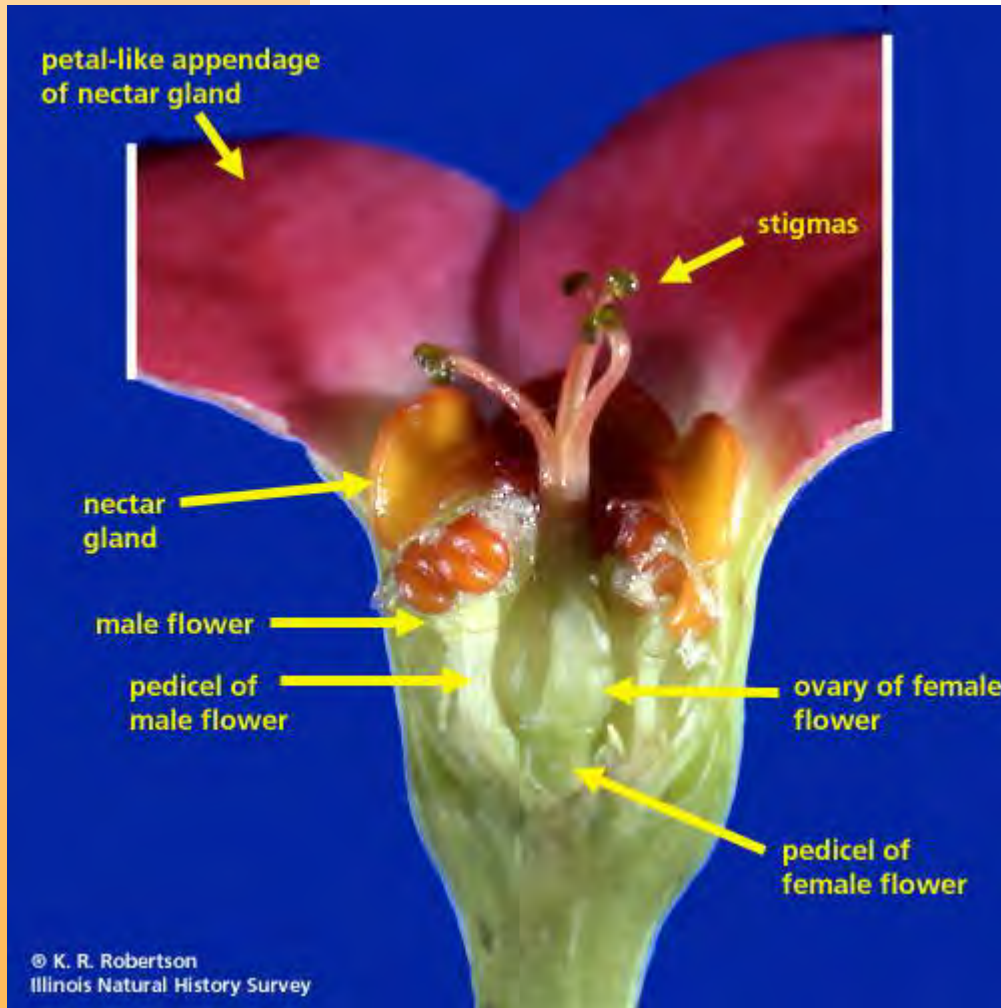 petal-like appendage
of nectar gland
stigmas
nectar
gland
male flower
pedicel of
male flower
ovary of female
flower
pedicel of
female flower
® K. R. Robertson
Illinois Natural History Survey